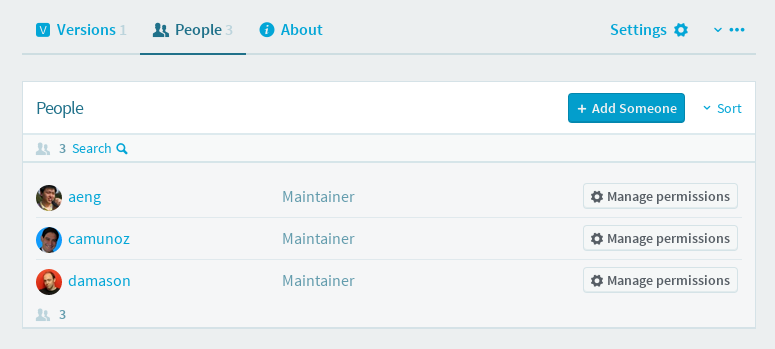 V Versions 1 People 3 About Settings
People + Add Someone Sort
3 Search
aeng Maintainer Manage permissions
camunoz Maintainer Manage permissions
damason Maintainer Manage permissions
3